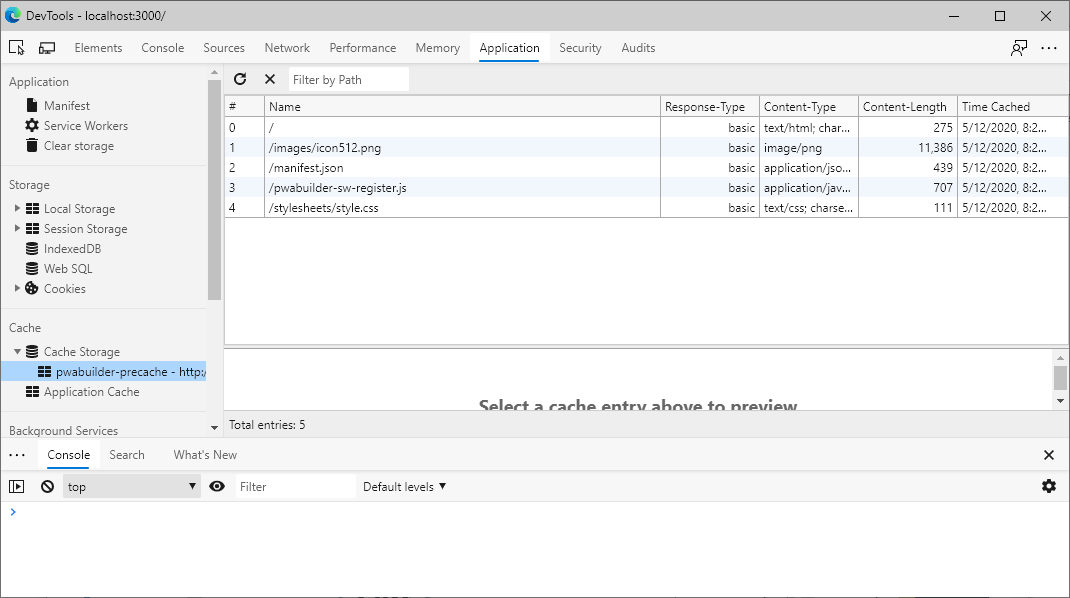 DevTools - localhost:3000/
Elements Console Sources Network Performance Memory Application Security Audits
Application
Manifest
Service Workers
Clear storage
Storage
Local Storage
Session Storage
IndexedDB
Web SQL
Cookies
Cache
Cache Storage
pwabuilder-precache - http:/
Application Cache
Background Services
Filter by Path
# Name Response-Type Content-Type Content-Length Time Cached
0 / basic text/html; char... 275 5/12/2020, 8:2...
1 /images/icon512.png basic image/png 11,386 5/12/2020, 8:2...
2 /manifest.json basic application/jso... 439 5/12/2020, 8:2...
3 /pwabuilder-sw-register.js basic application/jav... 707 5/12/2020, 8:2...
4 /stylesheets/style.css basic text/css; charse... 111 5/12/2020, 8:2...
Select a cache entry above to preview
Total entries: 5
Console Search What's New
top Filter Default levels